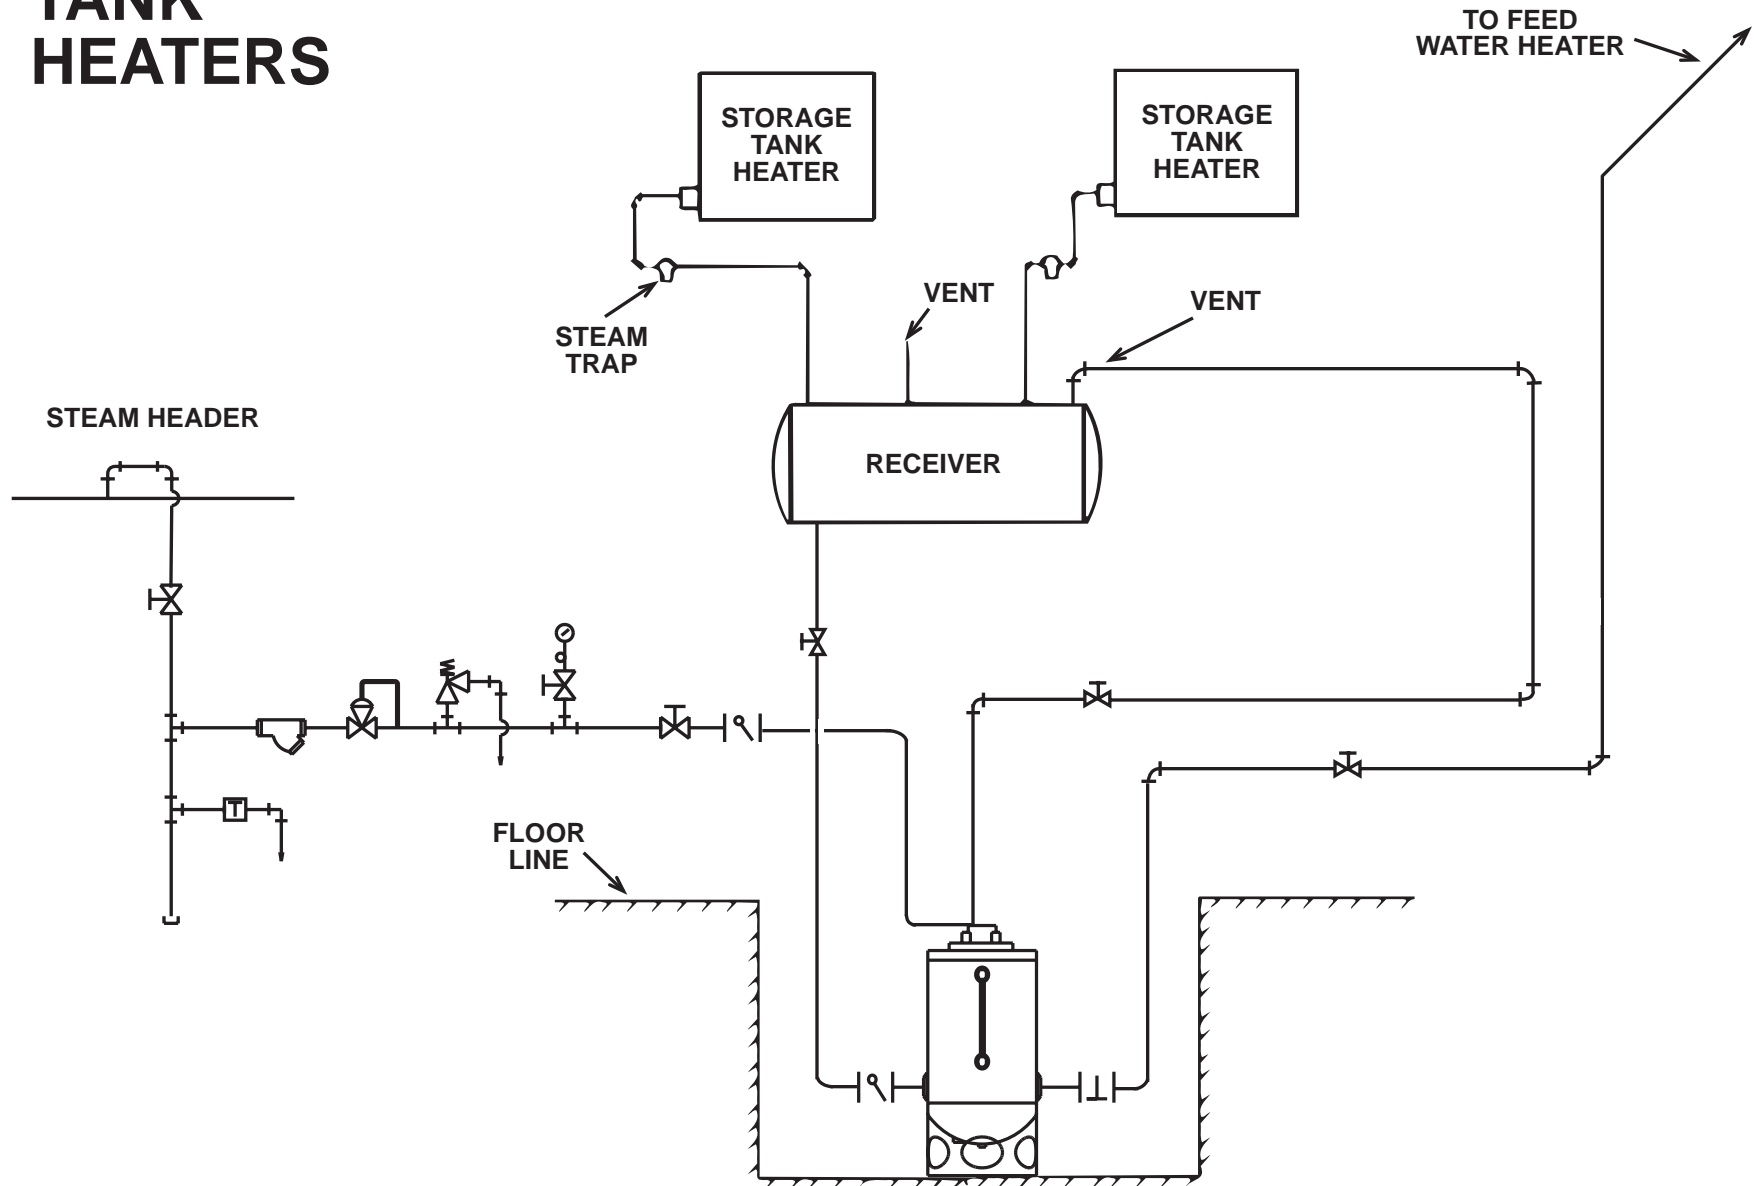 TANK
HEATERS
TO FEED
WATER HEATER
STORAGE
TANK
HEATER
STORAGE
TANK
HEATER
VENT
VENT
STEAM
TRAP
STEAM HEADER
RECEIVER
T
FLOOR
LINE